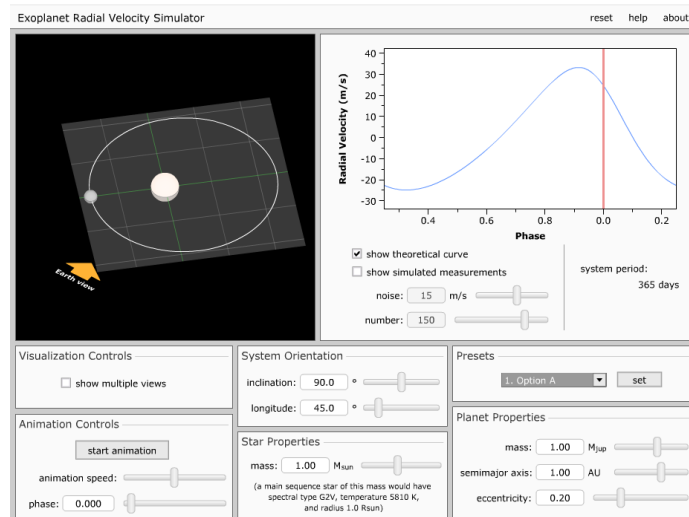 Exoplanet Radial Velocity Simulator
reset help about
Earth view
Radial Velocity (m/s)
40
30
20
10
0
-10
-20
-30
0.4 0.6 0.8 0.0 0.2
Phase
show theoretical curve
show simulated measurements
noise: 15 m/s
number: 150
system period:
365 days
Visualization Controls
show multiple views
Animation Controls
start animation
animation speed:
phase: 0.000
System Orientation
inclination: 90.0 °
longitude: 45.0 °
Star Properties
mass: 1.00 Msun
(a main sequence star of this mass would have
spectral type G2V, temperature 5810 K,
and radius 1.0 Rsun)
Presets
1. Option A
set
Planet Properties
mass: 1.00 Mjup
semimajor axis: 1.00 AU
eccentricity: 0.20